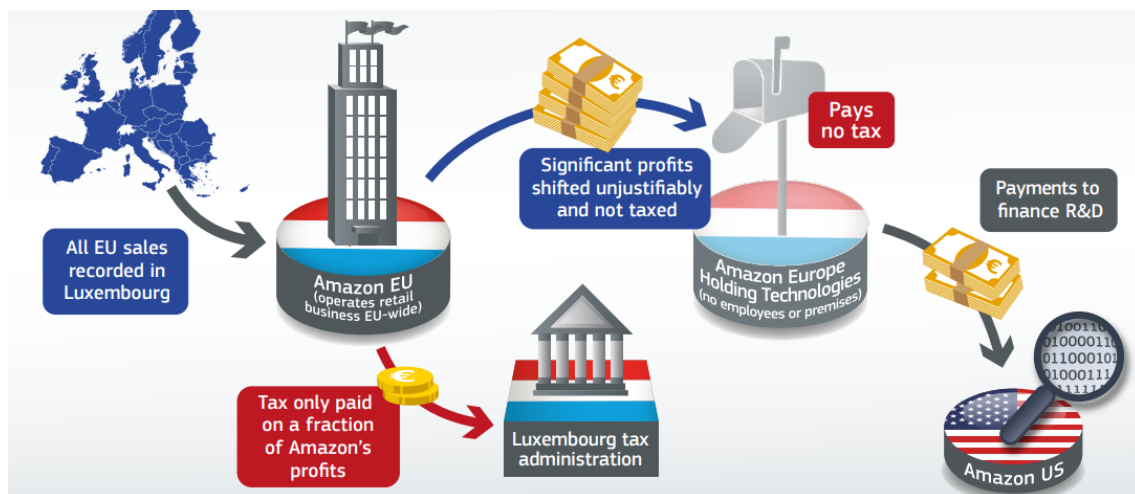 All EU sales
recorded in
Luxembourg
Amazon EU
(operates retail
business EU-wide)
Significant profits
shifted unjustifiably
and not taxed
Pays
no tax
Amazon Europe
Holding Technologies
(no employees or premises)
Payments to
finance R&D
Tax only paid
on a fraction
of Amazon's
profits
Luxembourg tax
administration
Amazon US